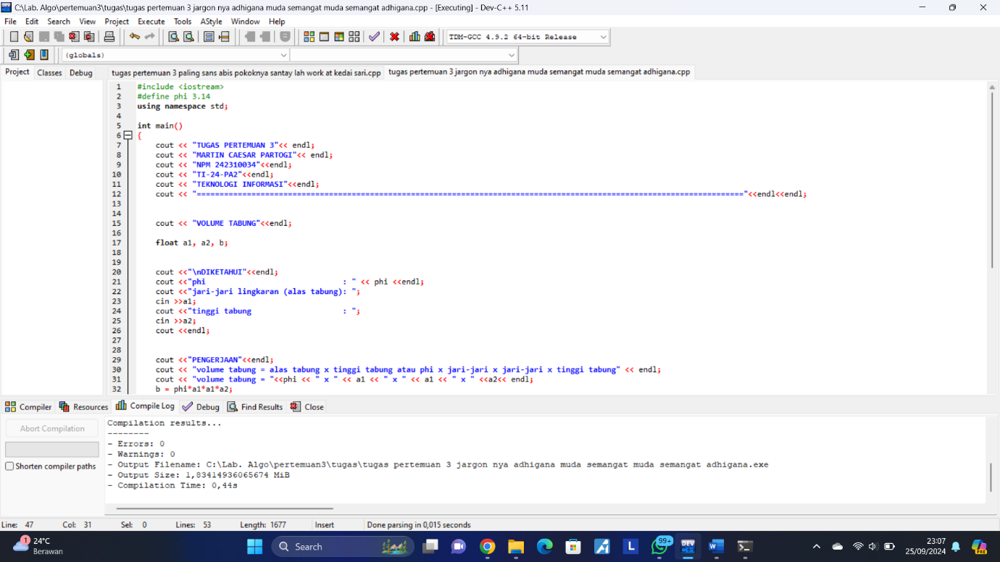 C:\Lab. Algo\pertemuan3\tugas\tugas pertemuan 3 jargon nya adhigana muda semangat muda semangat adhigana.cpp - [Executing] - Dev-C++ 5.11
File Edit Search View Project Execute Tools AStyle Window Help
TDM-GCC 4.9.2 64-bit Release
(globals)
Project Classes Debug tugas pertemuan 3 paling sans abis pokoknya santay lah work at kedai sari.cpp tugas pertemuan 3 jargon nya adhigana muda semangat muda semangat adhigana.cpp
1 #include <iostream>
2 #define phi 3.14
3 using namespace std;
4
5 int main()
6 {
7 cout << "TUGAS PERTEMUAN 3"<< endl;
8 cout << "MARTIN CAESAR PARTOGI"<< endl;
9 cout << "NPM 242310034"<<endl;
10 cout << "TI-24-PA2"<<endl;
11 cout << "TEKNOLOGI INFORMASI"<<endl;
12 cout << "========================================================================================================================"<<endl<<endl;
13
14
15 cout << "VOLUME TABUNG"<<endl;
16
17 float a1, a2, b;
18
19
20 cout <<"\nDIKETAHUI"<<endl;
21 cout <<"phi : " << phi <<endl;
22 cout <<"jari-jari lingkaran (alas tabung): ";
23 cin >>a1;
24 cout <<"tinggi tabung : ";
25 cin >>a2;
26 cout <<endl;
27
28
29 cout <<"PENGERJAAN"<<endl;
30 cout << "volume tabung = alas tabung x tinggi tabung atau phi x jari-jari x jari-jari x tinggi tabung" << endl;
31 cout << "volume tabung = "<<phi << " x " << a1 << " x " << a1 << " x " <<a2<< endl;
32 b = phi*a1*a1*a2;
Compiler Resources Compile Log Debug Find Results Close
Abort Compilation
Shorten compiler paths
Compilation results...
--------
- Errors: 0
- Warnings: 0
- Output Filename: C:\Lab. Algo\pertemuan3\tugas\tugas pertemuan 3 jargon nya adhigana muda semangat muda semangat adhigana.exe
- Output Size: 1,83414936065674 MiB
- Compilation Time: 0,44s
Line: 47 Col: 31 Sel: 0 Lines: 53 Length: 1677 Insert Done parsing in 0,015 seconds
1
24°C
Berawan
Search
L
99+
DEV
W
PRE
23:07
25/09/2024